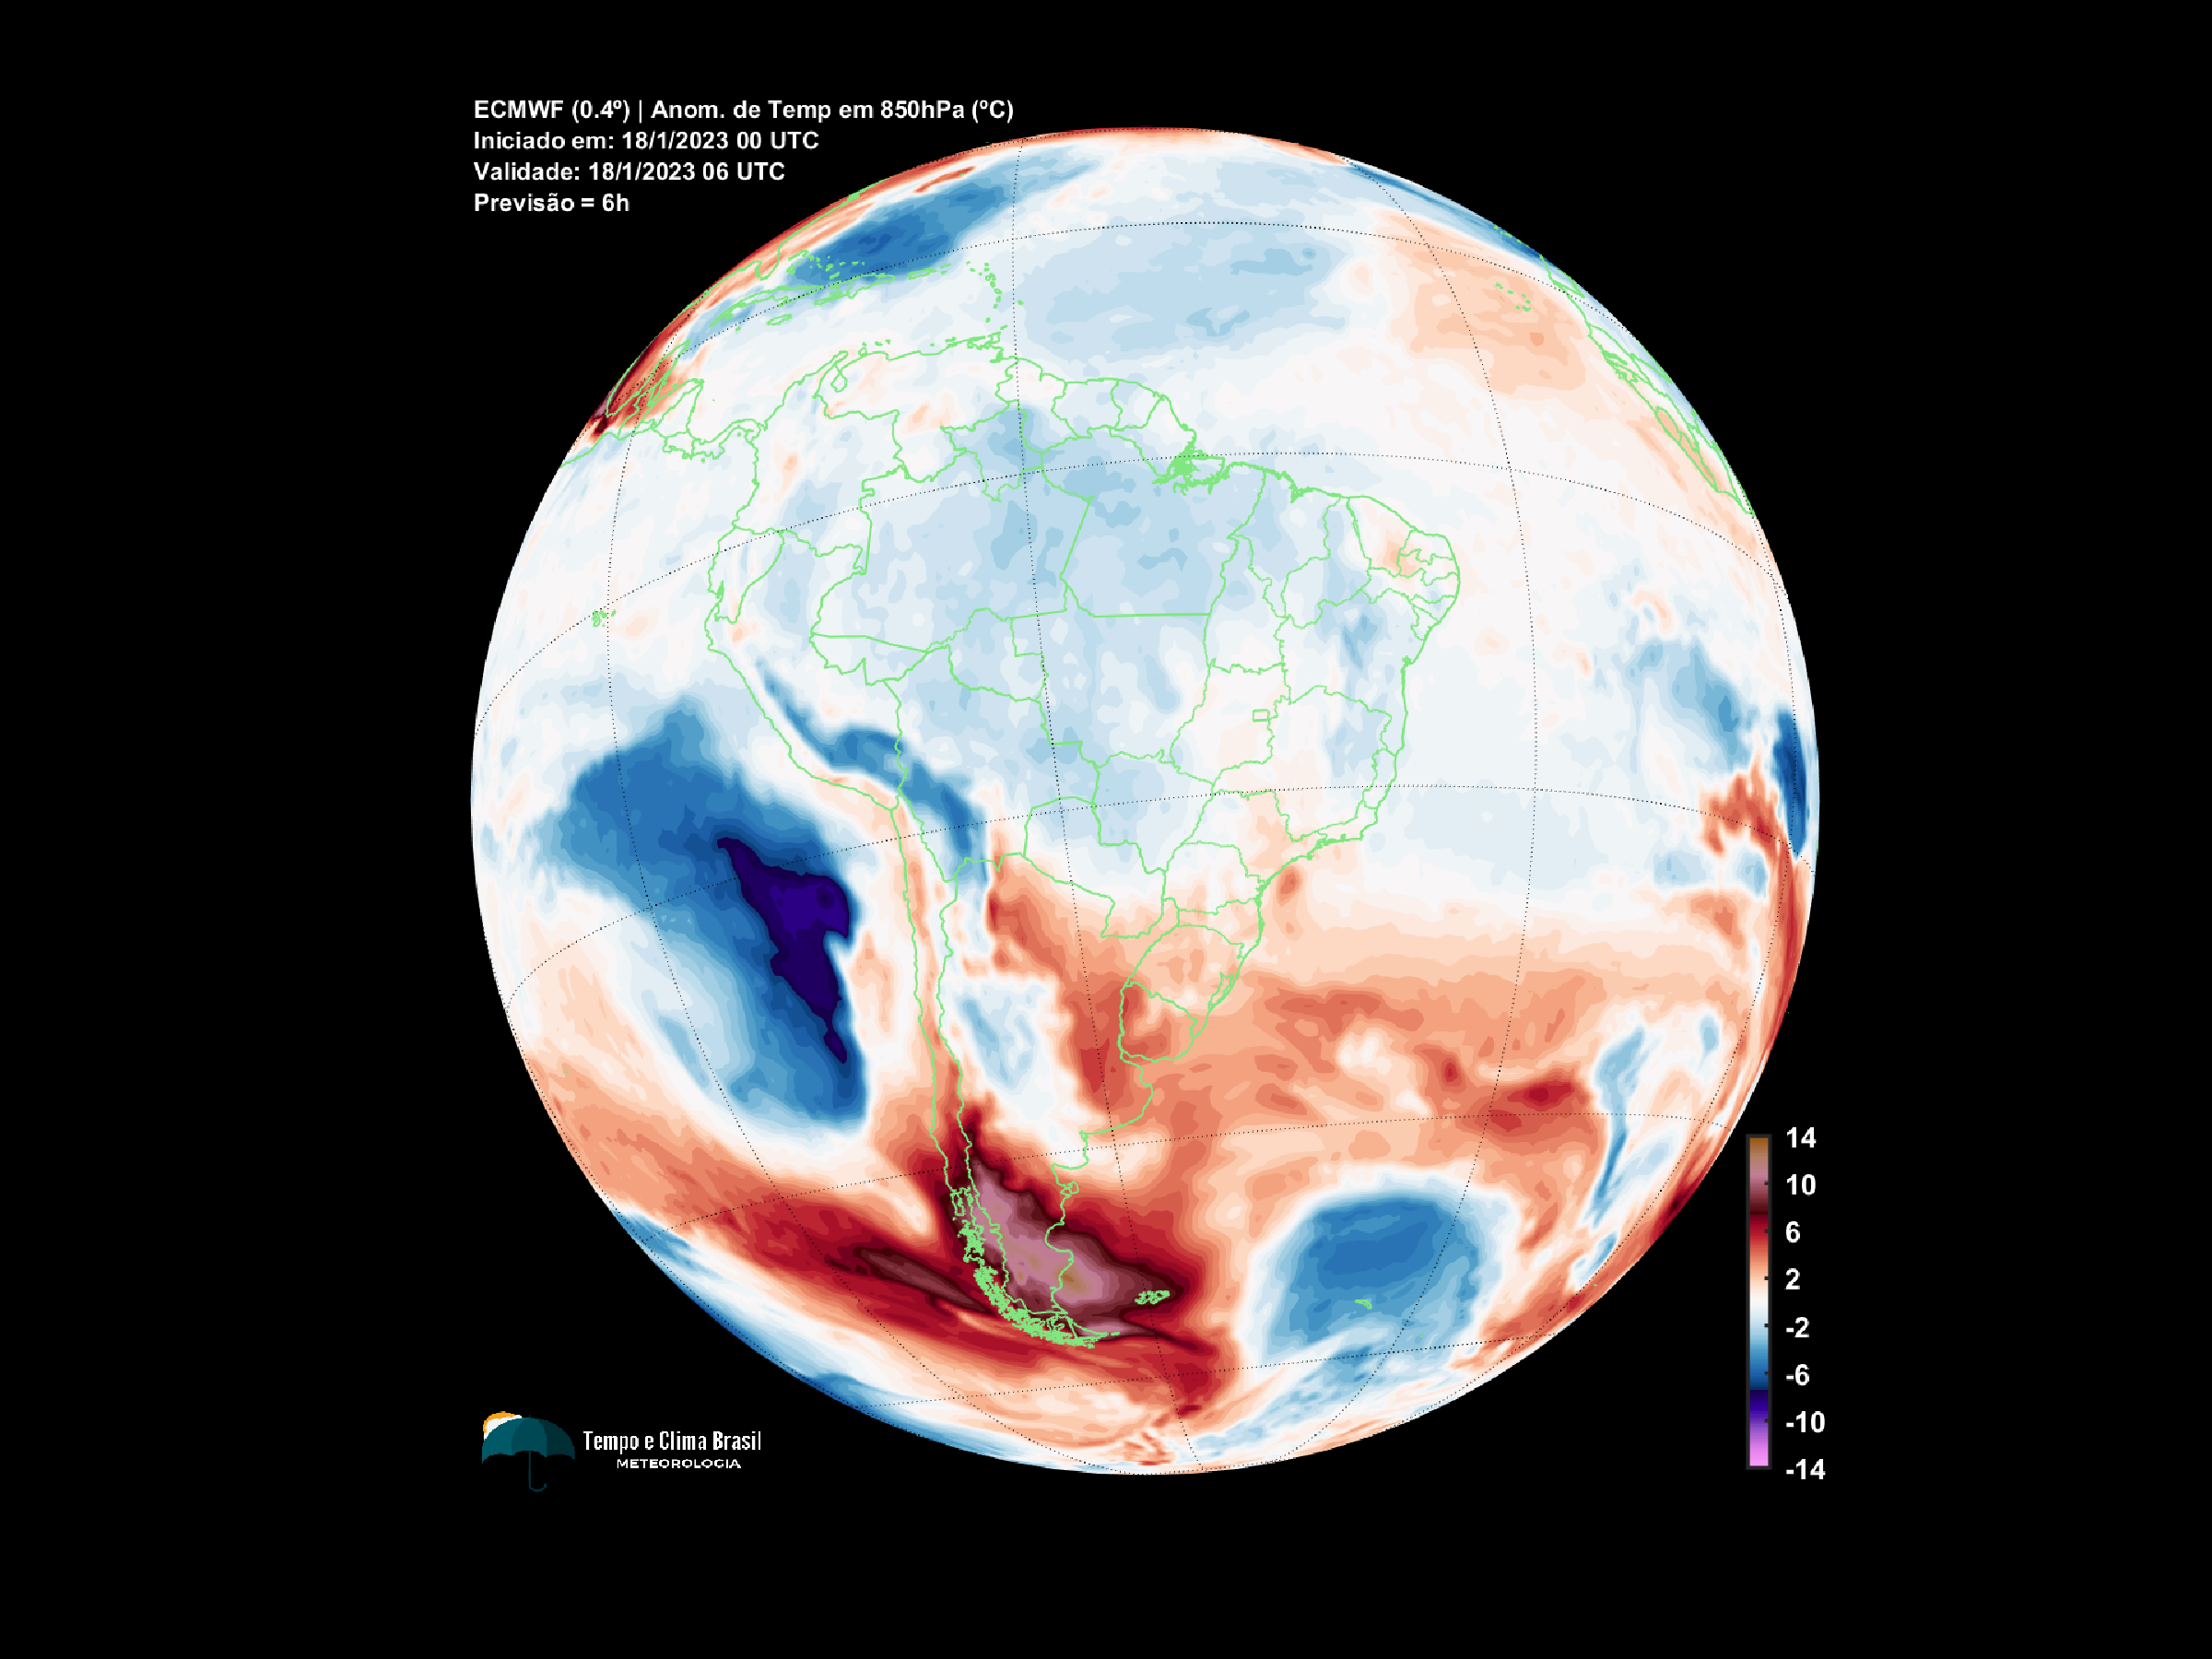 ECMWF (0.4º) | Anom. de Temp em 850hPa (ºC)
Iniciado em: 18/1/2023 00 UTC
Validade: 18/1/2023 06 UTC
Previsão = 6h
14
10
6
2
-2
-6
-10
-14
Tempo e Clima Brasil
METEOROLOGIA